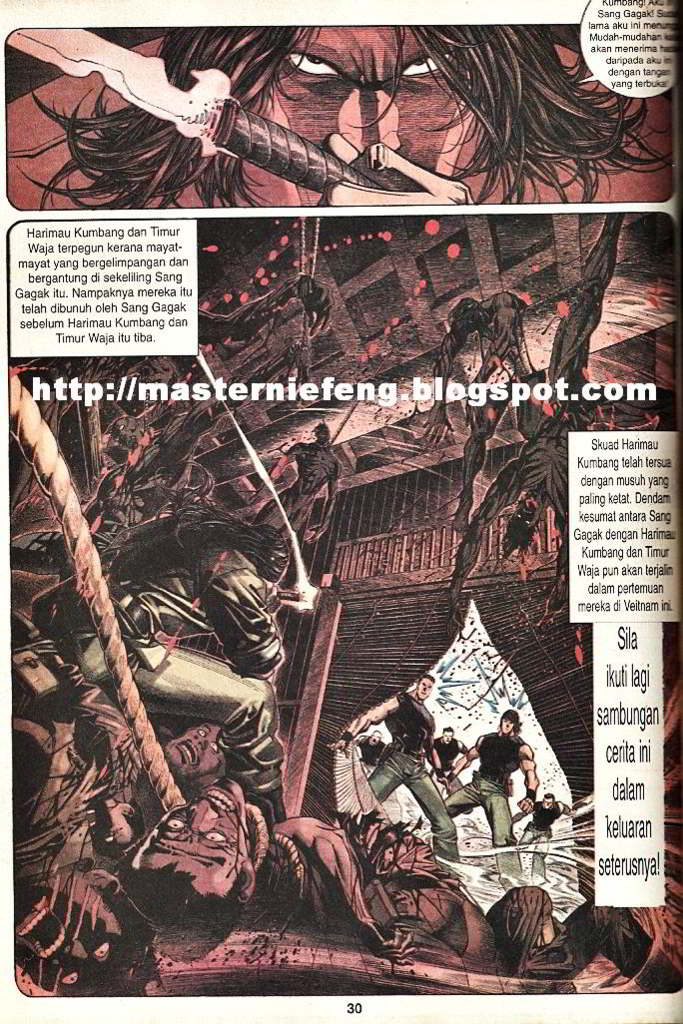 Kumbang! Aku
Sang Gagak!
lama aku ini
Mudah-mudahan
akan menerima
daripada aku
dengan tangan
yang terbuka!
Harimau Kumbang dan Timur
Waja terpegun kerana mayat-
mayat yang bergelimpangan dan
bergantung di sekeliling Sang
Gagak itu. Nampaknya mereka itu
telah dibunuh oleh Sang Gagak
sebelum Harimau Kumbang dan
Timur Waja itu tiba.
http://masterniefeng.blogspot.com
Skuad Harimau
Kumbang telah tersua
dengan musuh yang
paling ketat. Dendam
kesumat antara Sang
Gagak dengan Harimau
Kumbang dan Timur
Waja pun akan terjalin
dalam pertemuan
mereka di Veitnam ini.
Sila
ikuti lagi
sambungan
cerita ini
dalam
keluaran
seterusnya!
30